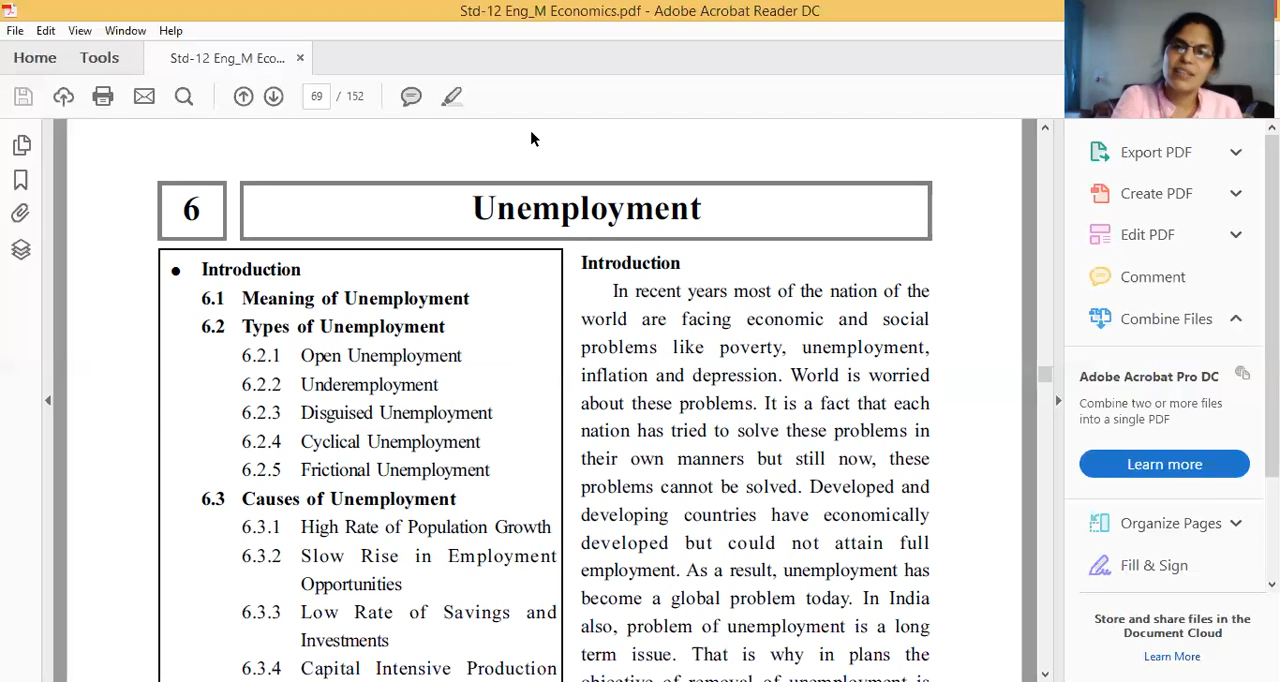 Std-12 Eng_M Economics.pdf - Adobe Acrobat Reader DC
File Edit View Window Help
Home Tools Std-12 Eng_M Eco... ×
69 / 152
6 Unemployment
● Introduction
6.1 Meaning of Unemployment
6.2 Types of Unemployment
6.2.1 Open Unemployment
6.2.2 Underemployment
6.2.3 Disguised Unemployment
6.2.4 Cyclical Unemployment
6.2.5 Frictional Unemployment
6.3 Causes of Unemployment
6.3.1 High Rate of Population Growth
6.3.2 Slow Rise in Employment
Opportunities
6.3.3 Low Rate of Savings and
Investments
6.3.4 Capital Intensive Production
Introduction
In recent years most of the nation of the
world are facing economic and social
problems like poverty, unemployment,
inflation and depression. World is worried
about these problems. It is a fact that each
nation has tried to solve these problems in
their own manners but still now, these
problems cannot be solved. Developed and
developing countries have economically
developed but could not attain full
employment. As a result, unemployment has
become a global problem today. In India
also, problem of unemployment is a long
term issue. That is why in plans the
objective of removal of unemployment is
Export PDF
Create PDF
Edit PDF
Comment
Combine Files
Adobe Acrobat Pro DC
Combine two or more files
into a single PDF
Learn more
Organize Pages
Fill & Sign
Store and share files in the
Document Cloud
Learn More